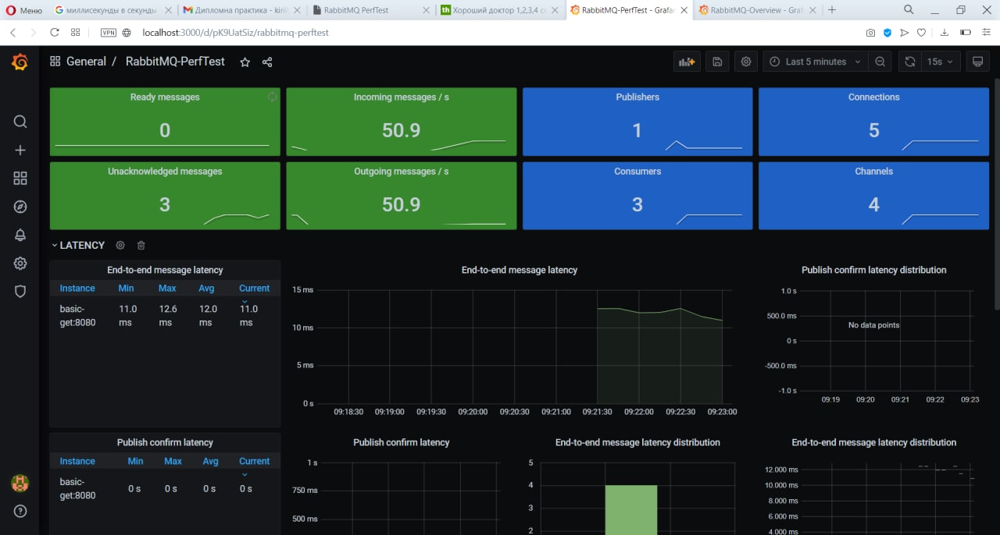 Меню
миллисекунды в секунды
Дипломна практика - kirill
RabbitMQ PerfTest
th Хороший доктор 1,2,3,4 се
RabbitMQ-PerfTest - Grafa
RabbitMQ-Overview - Graf
VPN localhost:3000/d/pK9UatSiz/rabbitmq-perftest
General / RabbitMQ-PerfTest
Last 5 minutes
15s
Ready messages
0
Incoming messages / s
50.9
Publishers
1
Connections
5
Unacknowledged messages
3
Outgoing messages / s
50.9
Consumers
3
Channels
4
LATENCY
End-to-end message latency
Instance Min Max Avg Current
basic-get:8080 11.0 ms 12.6 ms 12.0 ms 11.0 ms
End-to-end message latency
15 ms
10 ms
5 ms
0 s
09:18:30 09:19:00 09:19:30 09:20:00 09:20:30 09:21:00 09:21:30 09:22:00 09:22:30 09:23:00
Publish confirm latency distribution
1.0 s
500.0 ms
No data points
0 s
-500.0 ms
-1.0 s
09:19 09:20 09:21 09:22 09:23
Publish confirm latency
Instance Min Max Avg Current
basic-get:8080 0 s 0 s 0 s 0 s
Publish confirm latency
1 s
750 ms
500 ms
End-to-end message latency distribution
5
4
3
2
End-to-end message latency distribution
12.000 ms
10.000 ms
8.000 ms
6.000 ms
4.000 ms